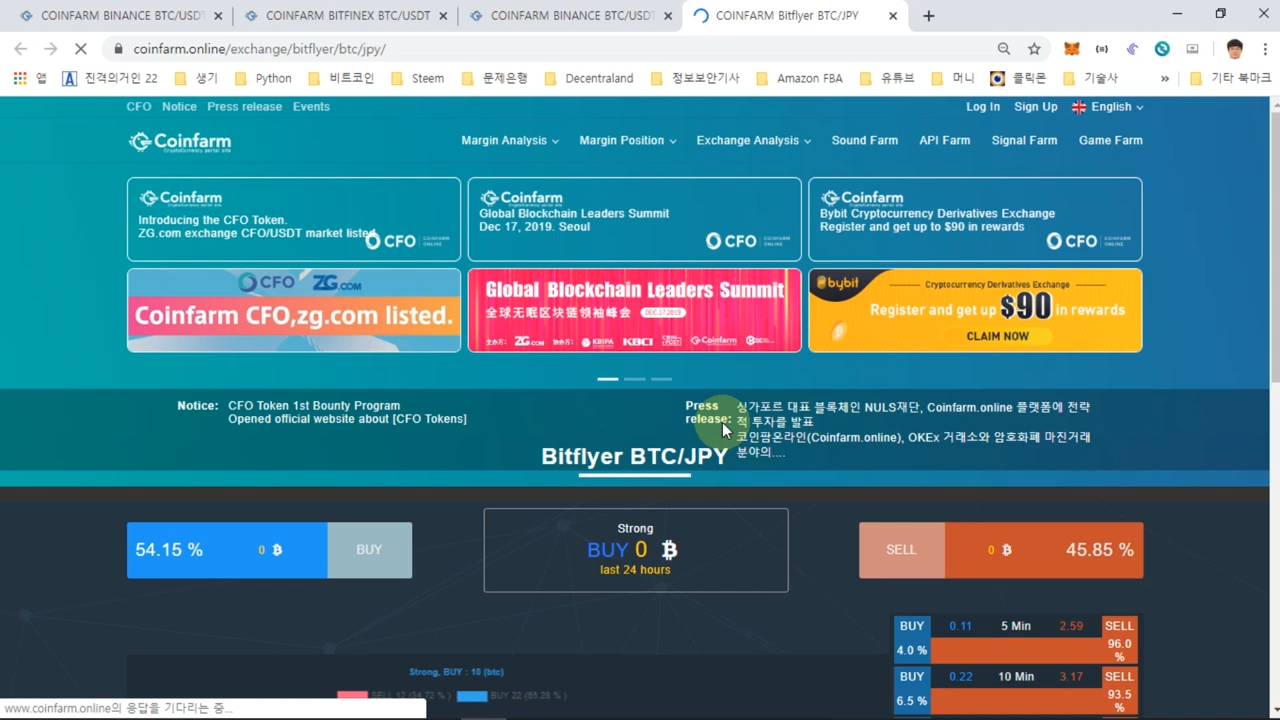 COINFARM BINANCE BTC/USDT
COINFARM BITFINEX BTC/USDT
COINFARM BINANCE BTC/USDT
COINFARM Bitflyer BTC/JPY
coinfarm.online/exchange/bitflyer/btc/jpy/
앱
진격의거인 22
생기
Python
비트코인
Steem
문제은행
Decentraland
정보보안기사
Amazon FBA
유튜브
머니
클릭몬
기술사
기타 북마크
CFO Notice Press release Events
Log In Sign Up English
Coinfarm
CryptoCurrency portal site
Margin Analysis Margin Position Exchange Analysis Sound Farm API Farm Signal Farm Game Farm
Coinfarm
Introducing the CFO Token.
ZG.com exchange CFO/USDT market listed
CFO COINFARM ONLINE
Coinfarm
Global Blockchain Leaders Summit
Dec 17, 2019. Seoul
CFO COINFARM ONLINE
Coinfarm
Bybit Cryptocurrency Derivatives Exchange
Register and get up to $90 in rewards
CFO COINFARM ONLINE
CFO ZG.COM
Coinfarm CFO,zg.com listed.
Global Blockchain Leaders Summit
全球无眠区块链领袖峰会 DEC.17.2019
主办方: ZG.COM 协办方: KBIPA KBCI Coinfarm
bybit
Cryptocurrency Derivatives Exchange
Register and get up $90 in rewards
CLAIM NOW
Notice: CFO Token 1st Bounty Program
Opened official website about [CFO Tokens]
Press release: 싱가포르 대표 블록체인 NULS재단, Coinfarm.online 플랫폼에 전략
적 투자를 발표
코인팜온라인(Coinfarm.online), OKEx 거래소와 암호화폐 마진거래
분야의....
Bitflyer BTC/JPY
54.15 % 0 BUY
Strong
BUY 0
last 24 hours
SELL 0 45.85 %
BUY 0.11 5 Min 2.59 SELL
4.0 % 96.0 %
BUY 0.22 10 Min 3.17 SELL
6.5 % 93.5 %
Strong, BUY : 10 (btc)
SELL 12 (34.72 %) BUY 22 (65.28 %)
www.coinfarm.online의 응답을 기다리는 중...